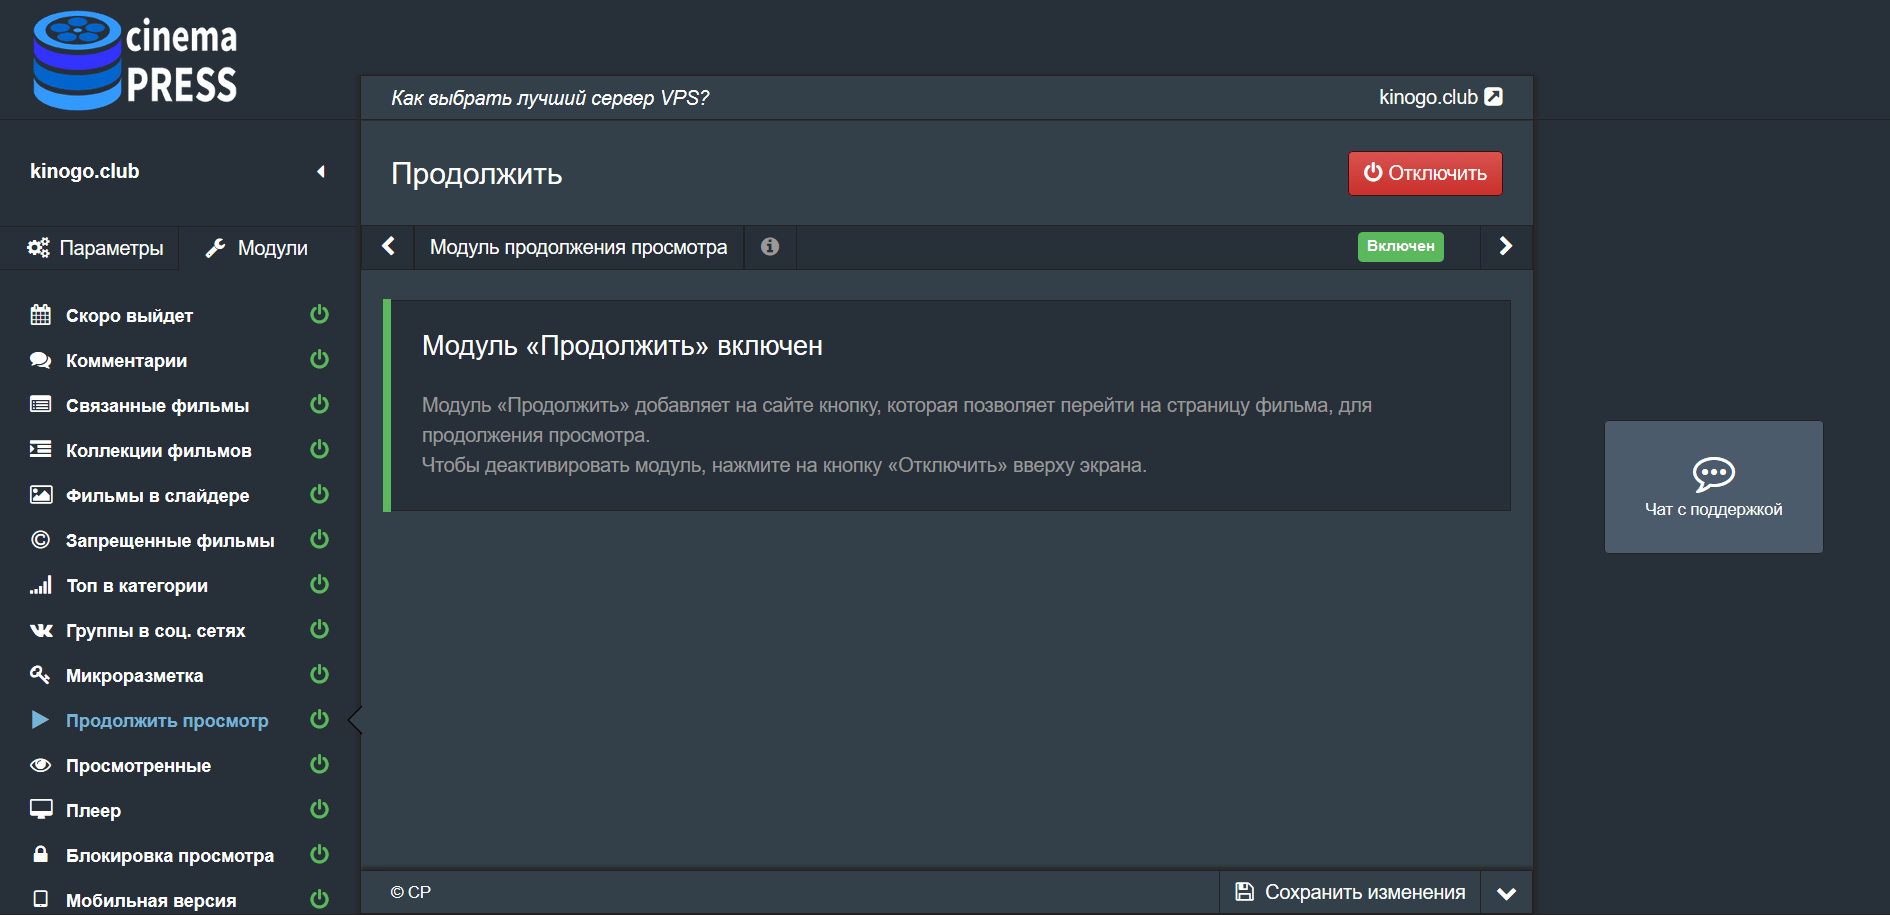 cinema
PRESS
Как выбрать лучший сервер VPS?
kinogo.club
kinogo.club
Продолжить
Отключить
Параметры
Модули
Модуль продолжения просмотра
Включен
Скоро выйдет
Комментарии
Связанные фильмы
Коллекции фильмов
Фильмы в слайдере
Запрещенные фильмы
Топ в категории
Группы в соц. сетях
Микроразметка
Продолжить просмотр
Просмотренные
Плеер
Блокировка просмотра
Мобильная версия
Модуль «Продолжить» включен
Модуль «Продолжить» добавляет на сайте кнопку, которая позволяет перейти на страницу фильма, для
продолжения просмотра.
Чтобы деактивировать модуль, нажмите на кнопку «Отключить» вверху экрана.
Чат с поддержкой
© CP
Сохранить изменения